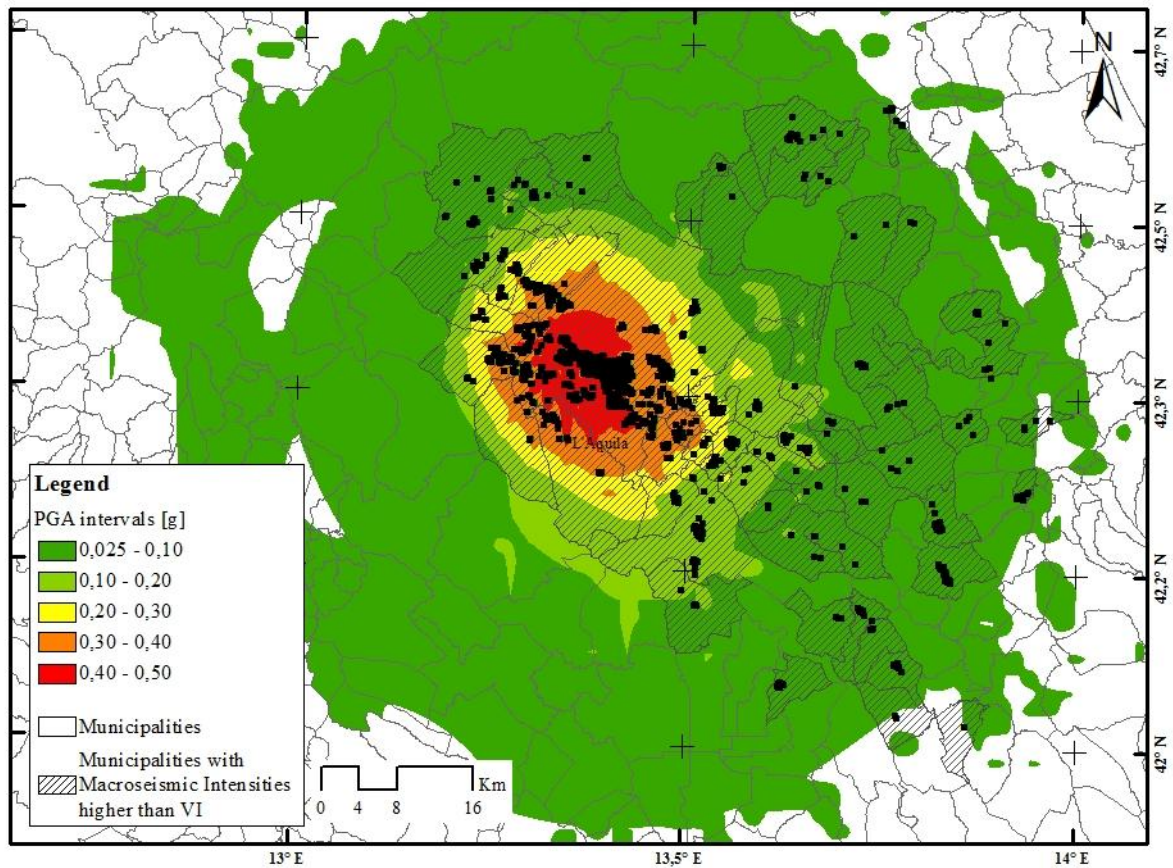 N
42,7° N
42,5° N
42,3° N
42,2° N
42° N
L'Aquila
Legend
PGA intervals [g]
0,025 - 0,10
0,10 - 0,20
0,20 - 0,30
0,30 - 0,40
0,40 - 0,50
Municipalities
Municipalities with
Macroseismic Intensities
higher than VI
Km
0 4 8 16
13° E
13,5° E
14° E